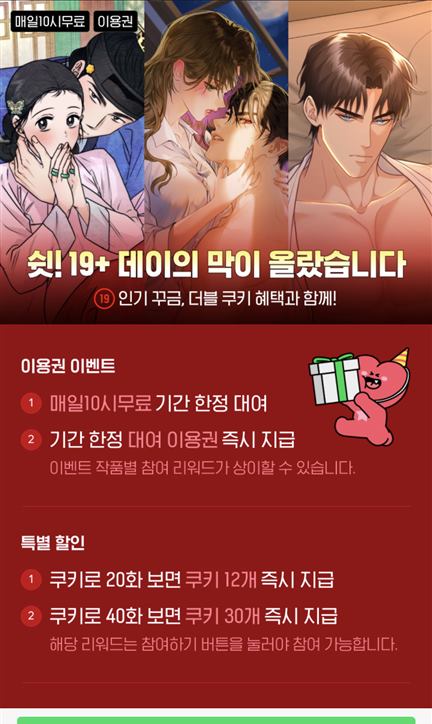 매일10시무료 이용권
쉿! 19+ 데이의 막이 올랐습니다
19 인기 꾸금, 더블 쿠키 혜택과 함께!
이용권 이벤트
1 매일10시무료 기간 한정 대여
2 기간 한정 대여 이용권 즉시 지급
이벤트 작품별 참여 리워드가 상이할 수 있습니다.
특별 할인
1 쿠키로 20화 보면 쿠키 12개 즉시 지급
2 쿠키로 40화 보면 쿠키 30개 즉시 지급
해당 리워드는 참여하기 버튼을 눌러야 참여 가능합니다.